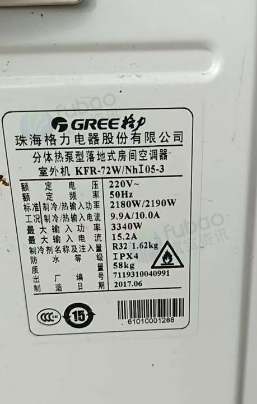 GREE格力
珠海格力电器股份有限公司
分体热泵型落地式房间空调器
室外机 KFR-72W/NhI05-3
额定电压 220V~
额定频率 50Hz
标准制冷/热输入功率 2180W/2190W
工况制冷/热输入电流 9.9A/10.0A
最大输入功率 3340W
最大输入电流 15.2A
制冷剂名称及注入量 R32 1.62kg
防水等级 IPX4
质量 58kg
出厂编号 7119310040991
制造日期 2017.06
CCC 15
61010001288